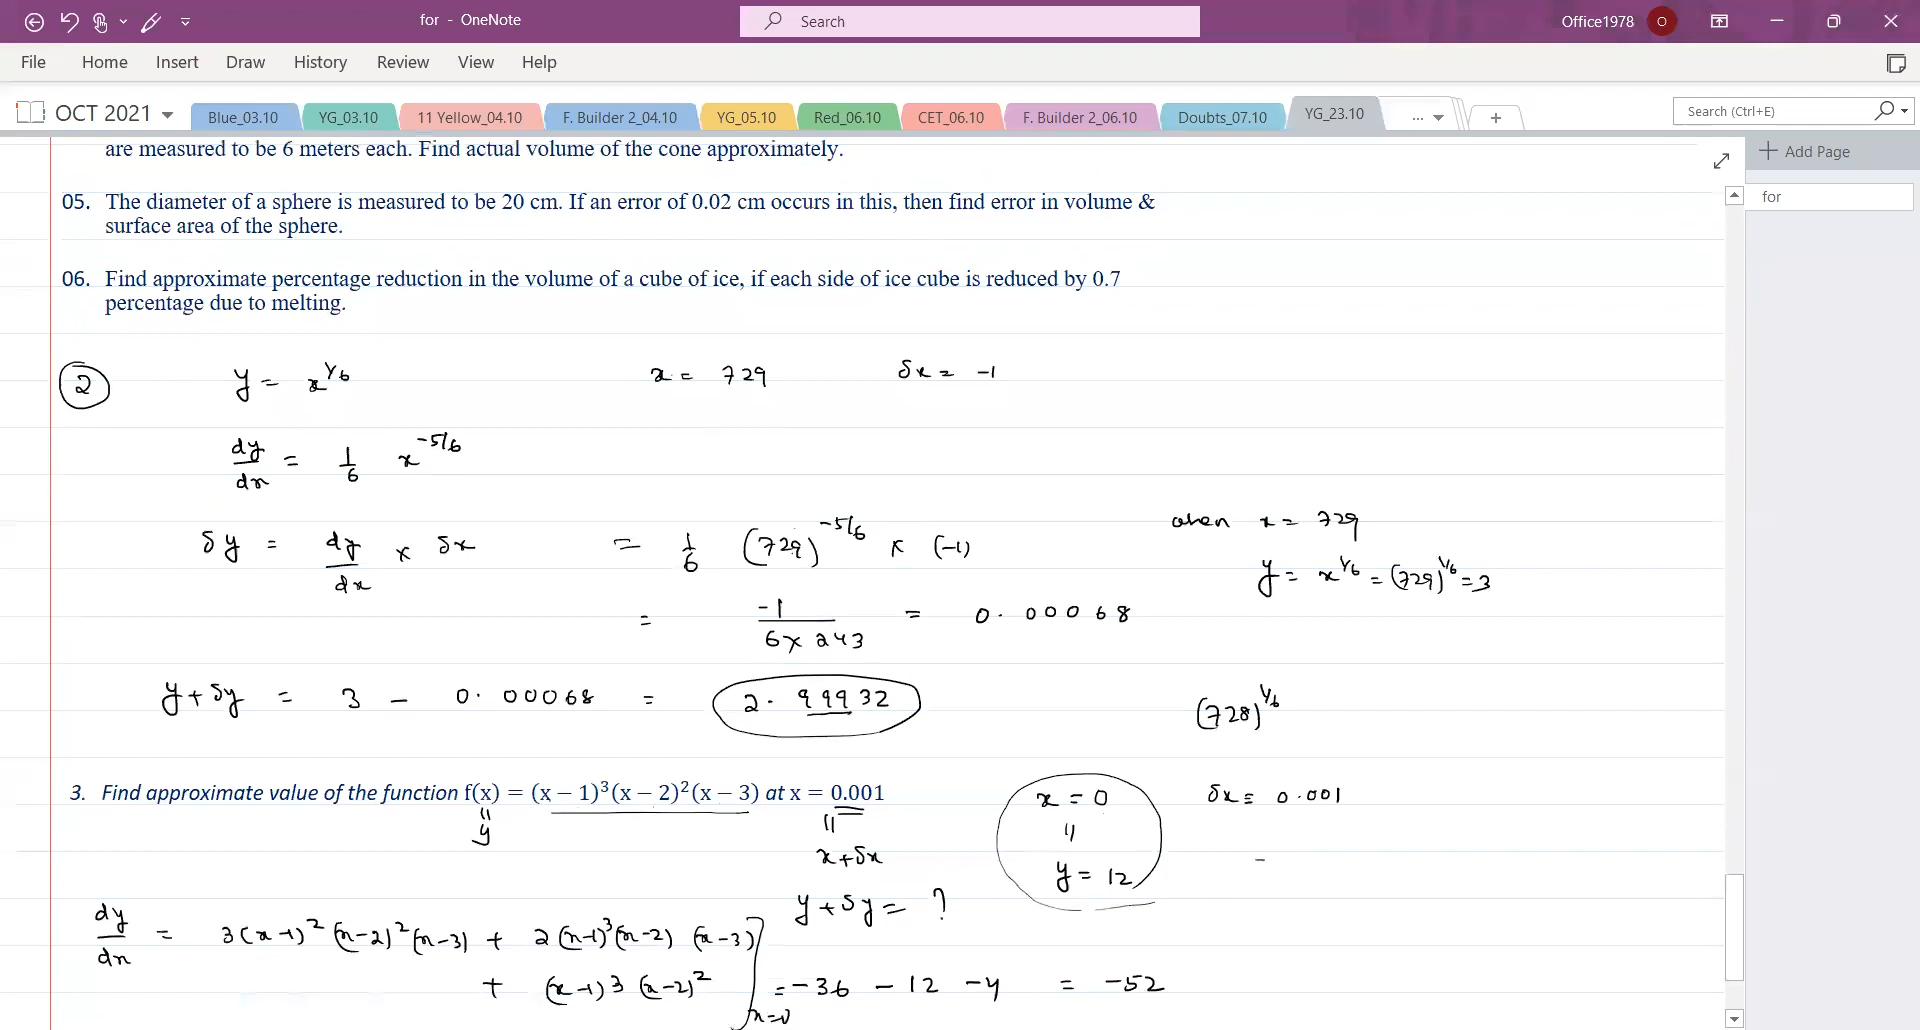 for - OneNote
Search
Office1978
O
File Home Insert Draw History Review View Help
OCT 2021
Blue_03.10
YG_03.10
11 Yellow_04.10
F. Builder 2_04.10
YG_05.10
Red_06.10
CET_06.10
F. Builder 2_06.10
Doubts_07.10
YG_23.10
...
+
Search (Ctrl+E)
+ Add Page
for
are measured to be 6 meters each. Find actual volume of the cone approximately.
05. The diameter of a sphere is measured to be 20 cm. If an error of 0.02 cm occurs in this, then find error in volume &
surface area of the sphere.
06. Find approximate percentage reduction in the volume of a cube of ice, if each side of ice cube is reduced by 0.7
percentage due to melting.
2 y = x^1/6 x = 729 δx = -1
dy/dx = 1/6 x^-5/6
δy = dy/dx × δx = 1/6 (729)^-5/6 × (-1)
when x = 729
y = x^1/6 = (729)^1/6 = 3
= -1/6×243 = 0.00068
y+δy = 3 - 0.00068 = 2.99932
(728)^1/6
3. Find approximate value of the function f(x) = (x − 1)³(x − 2)²(x − 3) at x = 0.001
= y
= x+δx
x = 0
=
y = 12
δx = 0.001
-
y+δy = ?
dy/dx = 3(x-1)²(x-2)²(x-3) + 2(x-1)³(x-2)(x-3)
+ (x-1)3(x-2)²]x=0 = -36 - 12 - 4 = -52